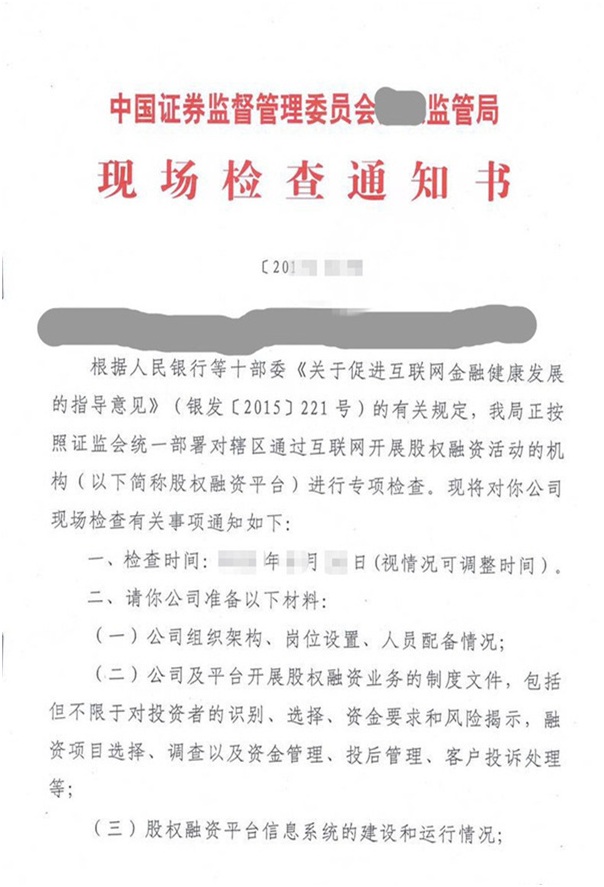 中国证券监督管理委员会 监管局
现场检查通知书
〔201
根据人民银行等十部委《关于促进互联网金融健康发展
的指导意见》（银发〔2015〕221 号）的有关规定，我局正按
照证监会统一部署对辖区通过互联网开展股权融资活动的机
构（以下简称股权融资平台）进行专项检查。现将对你公司
现场检查有关事项通知如下：
一、检查时间： 年 月 日(视情况可调整时间）。
二、请你公司准备以下材料：
（一）公司组织架构、岗位设置、人员配备情况；
（二）公司及平台开展股权融资业务的制度文件，包括
但不限于对投资者的识别、选择、资金要求和风险揭示，融
资项目选择、调查以及资金管理、投后管理、客户投诉处理
等；
（三）股权融资平台信息系统的建设和运行情况；